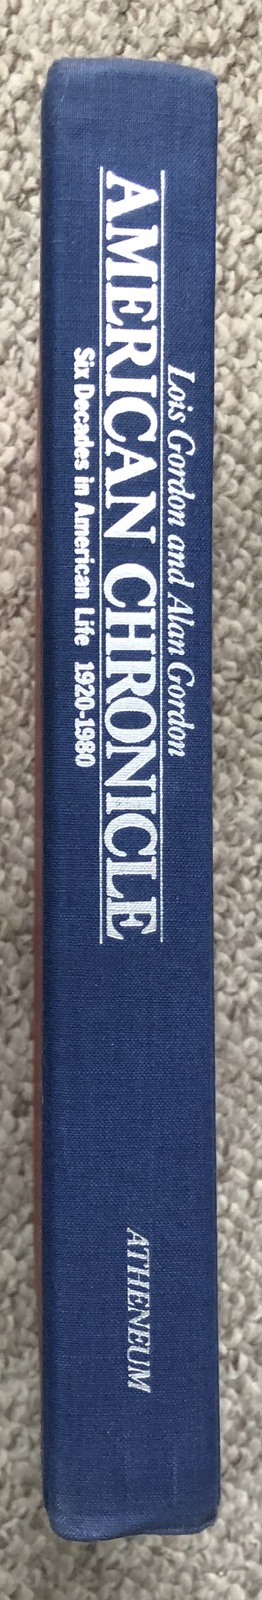 Lois Gordon and Alan Gordon
AMERICAN CHRONICLE
Six Decades in American Life 1920-1980
ATHENEUM